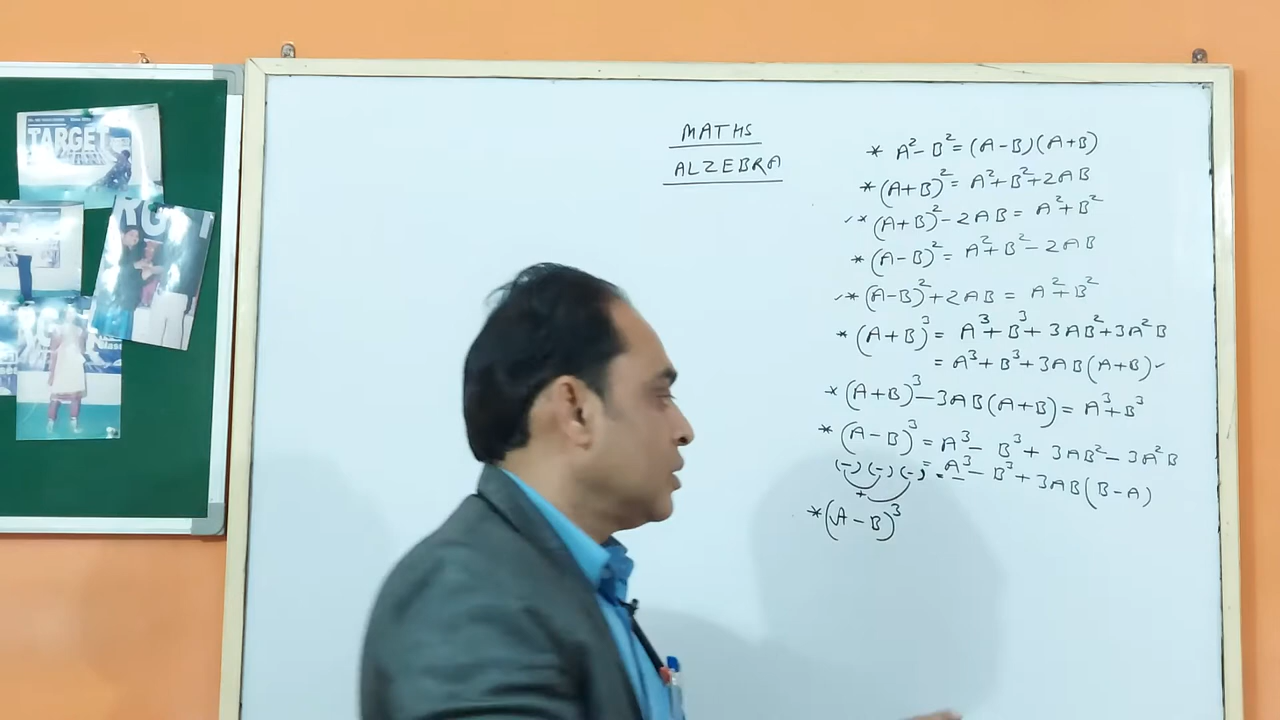 TARGET
MATHS
ALZEBRA
* A²-B²=(A-B)(A+B)
*(A+B)²= A²+B²+2AB
✓*(A+B)²-2AB= A²+B²
*(A-B)²= A²+B²-2AB
✓*(A-B)²+2AB= A²+B²
*(A+B)³= A³+B³+3AB²+3A²B
= A³+B³+3AB(A+B)✓
*(A+B)³-3AB(A+B)= A³+B³
*(A-B)³= A³- B³+ 3AB²- 3A²B
(-)(-)(-) = A³- B³+3AB(B-A)
+ -
*(A-B)³